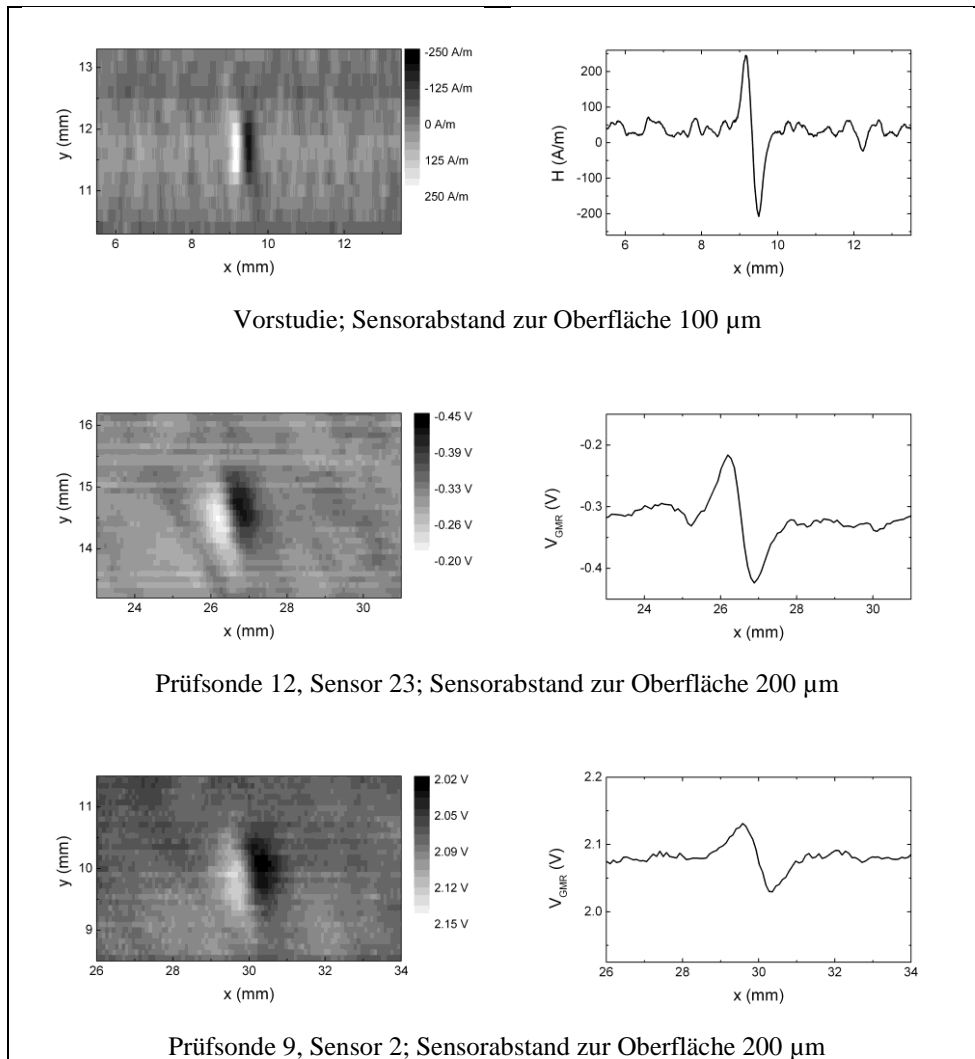 13
12
11
y (mm)
6 8 10 12
x (mm)
-250 A/m
-125 A/m
0 A/m
125 A/m
250 A/m
200
100
0
-100
-200
H (A/m)
6 8 10 12
x (mm)
Vorstudie; Sensorabstand zur Oberfläche 100 µm
16
15
14
y (mm)
24 26 28 30
x (mm)
-0.45 V
-0.39 V
-0.33 V
-0.26 V
-0.20 V
-0.2
-0.3
-0.4
V_GMR (V)
24 26 28 30
x (mm)
Prüfsonde 12, Sensor 23; Sensorabstand zur Oberfläche 200 µm
11
10
9
y (mm)
26 28 30 32 34
x (mm)
2.02 V
2.05 V
2.09 V
2.12 V
2.15 V
2.2
2.1
2.0
V_GMR (V)
26 28 30 32 34
x (mm)
Prüfsonde 9, Sensor 2; Sensorabstand zur Oberfläche 200 µm